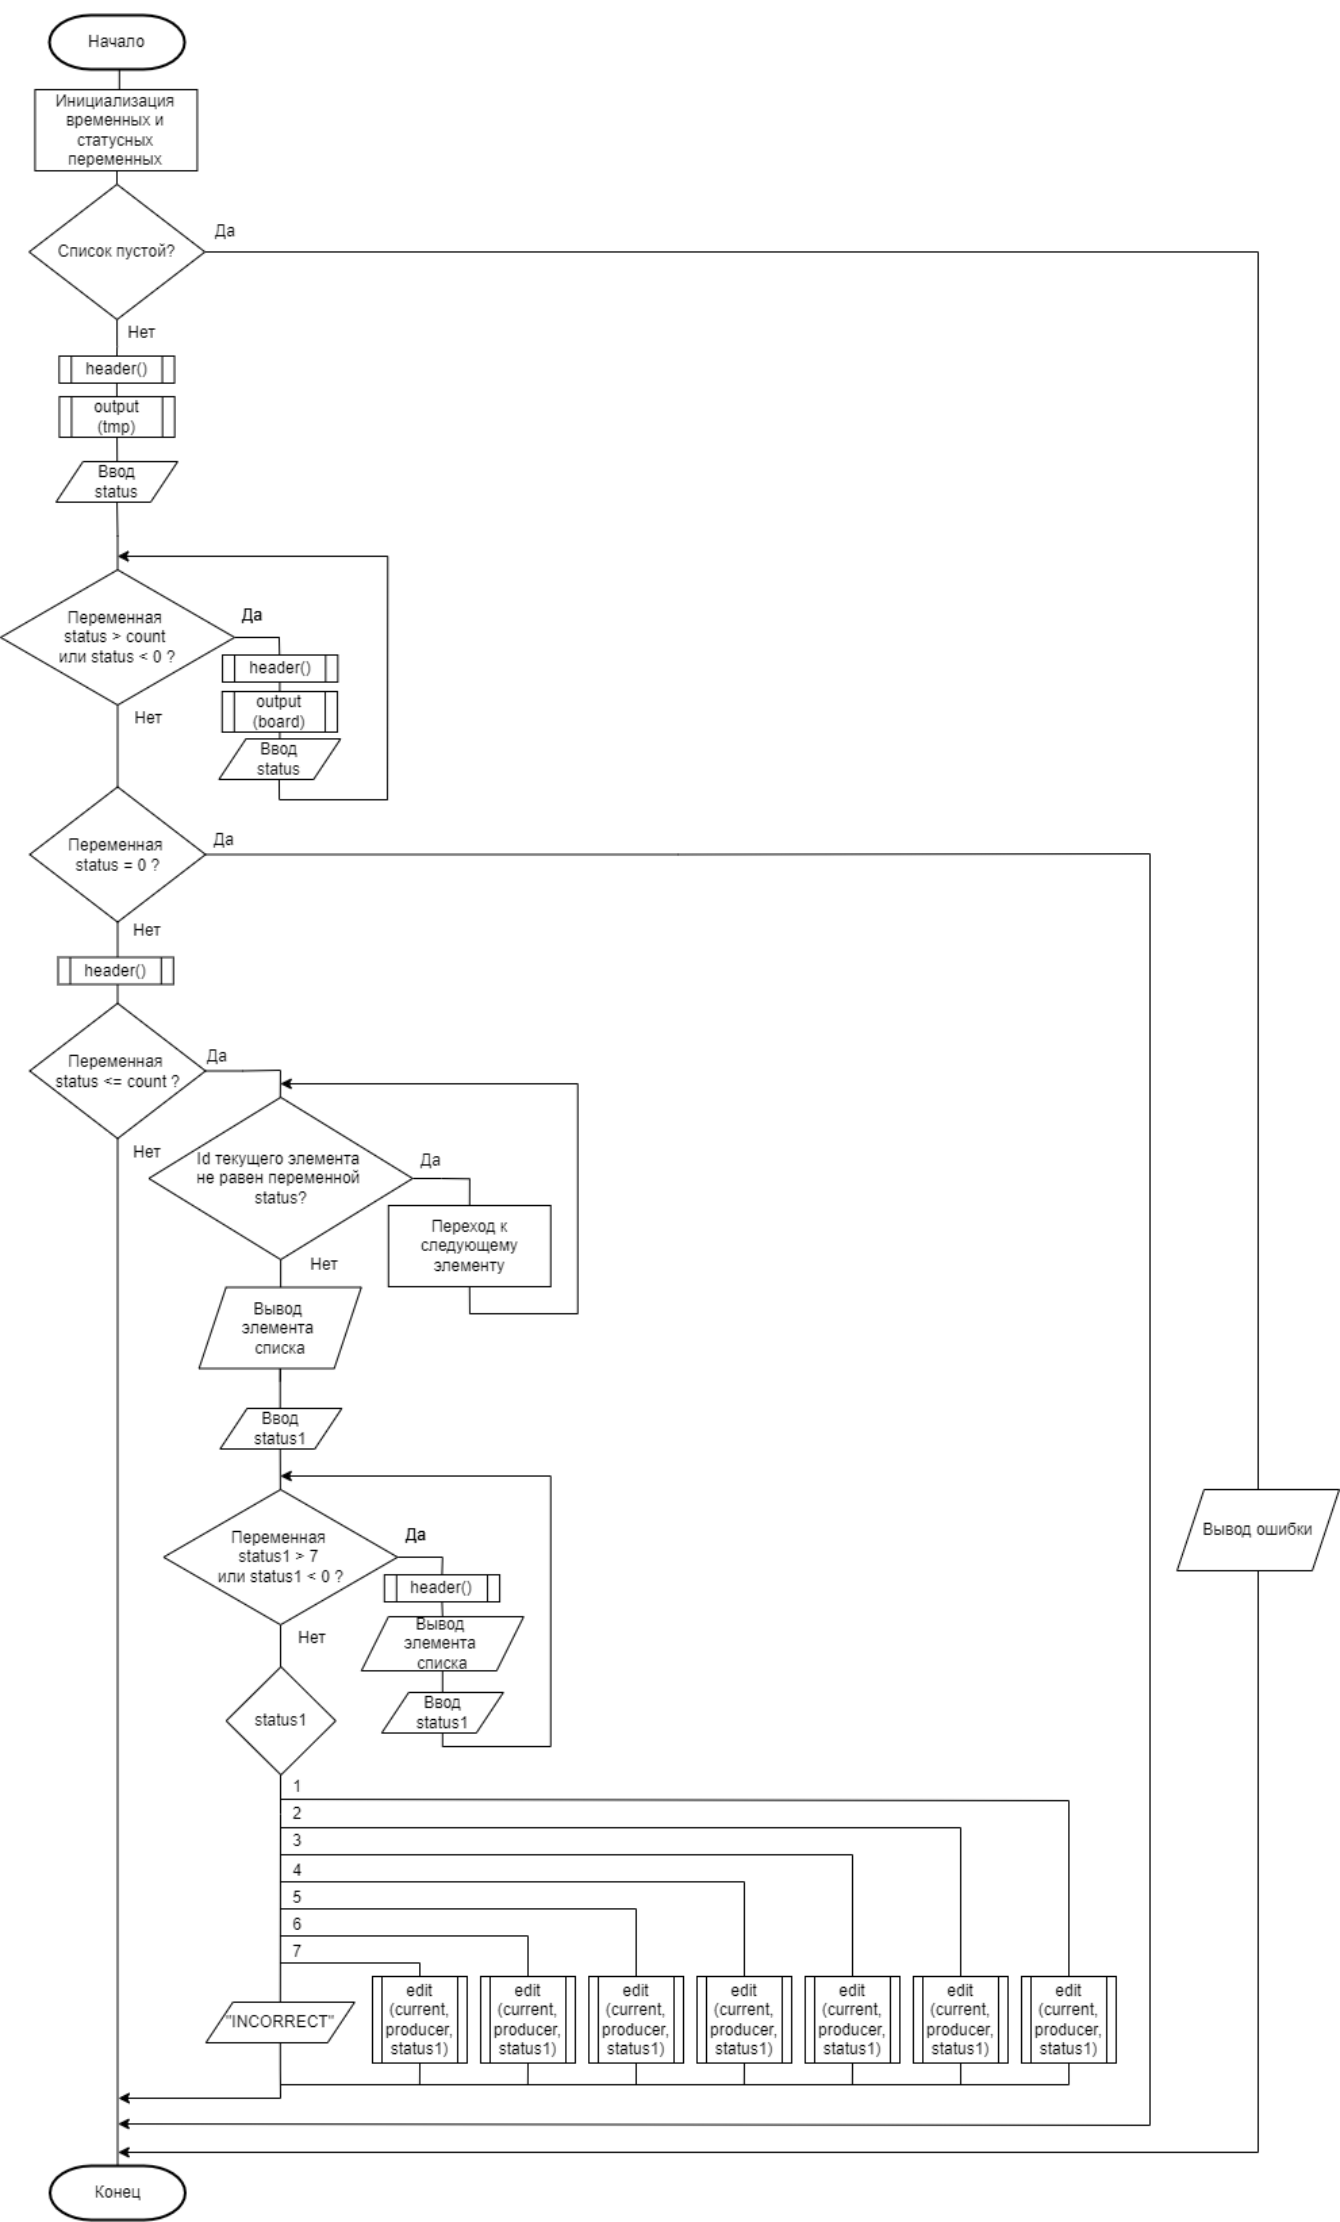 Начало
Инициализация
временных и
статусных
переменных
Список пустой?
Да
Нет
header()
output
(tmp)
Ввод
status
Переменная
status > count
или status < 0 ?
Да
header()
output
(board)
Ввод
status
Нет
Переменная
status = 0 ?
Да
Нет
header()
Переменная
status <= count ?
Да
Нет
Id текущего элемента
не равен переменной
status?
Да
Переход к
следующему
элементу
Нет
Вывод
элемента
списка
Ввод
status1
Переменная
status1 > 7
или status1 < 0 ?
Да
header()
Вывод
элемента
списка
Ввод
status1
Нет
Вывод ошибки
status1
1
2
3
4
5
6
7
"INCORRECT"
edit
(current,
producer,
status1)
edit
(current,
producer,
status1)
edit
(current,
producer,
status1)
edit
(current,
producer,
status1)
edit
(current,
producer,
status1)
edit
(current,
producer,
status1)
edit
(current,
producer,
status1)
Конец